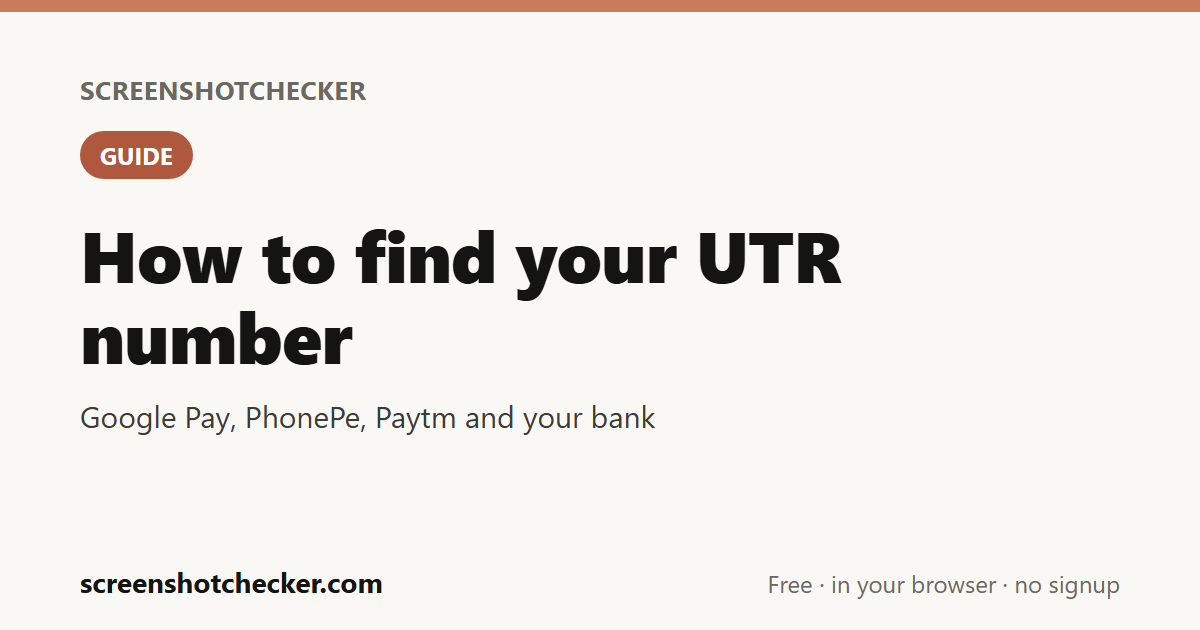 SCREENSHOTCHECKER
GUIDE
How to find your UTR
number
Google Pay, PhonePe, Paytm and your bank
screenshotchecker.com
Free · in your browser · no signup